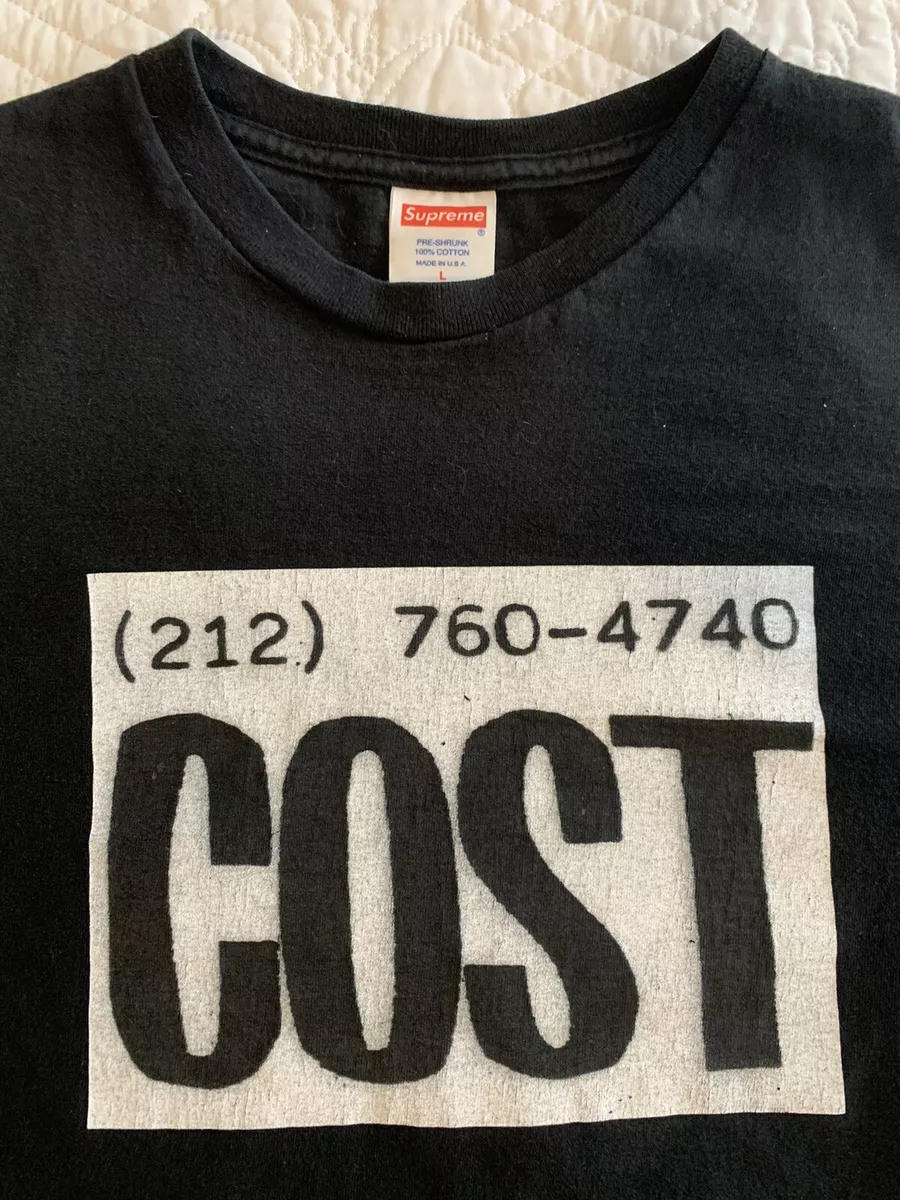 Supreme
®
PRE-SHRUNK
100% COTTON
MADE IN U.S.A.
L
(212) 760-4740
COST